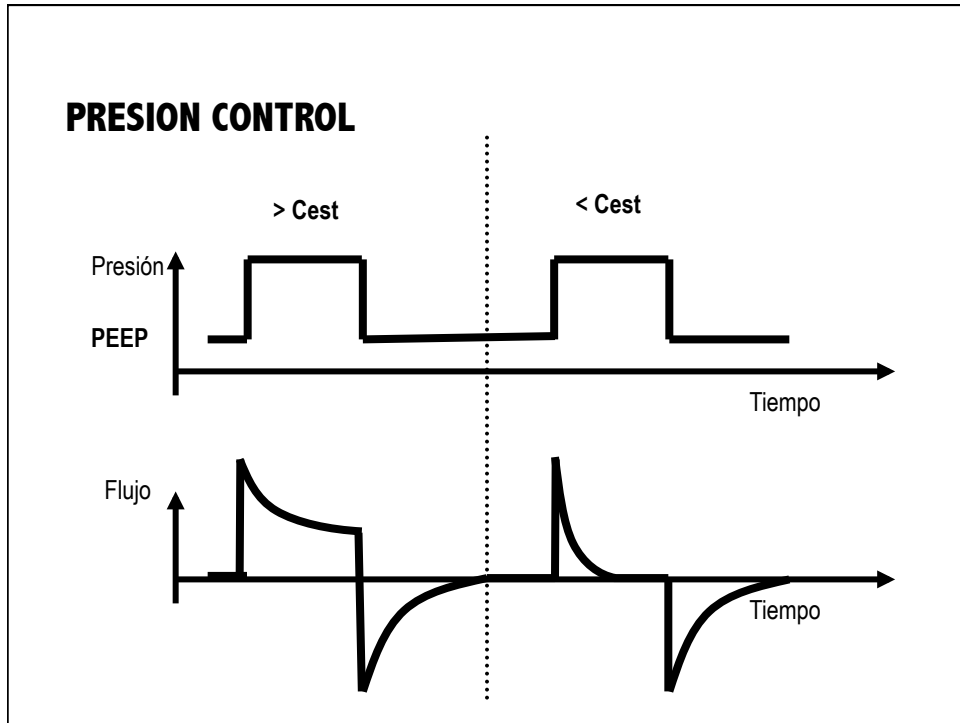 PRESION CONTROL
> Cest
< Cest
Presión
PEEP
Tiempo
Flujo
Tiempo